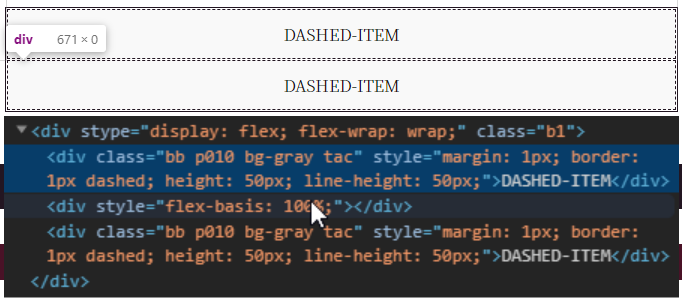 DASHED-ITEM
div 671 × 0
DASHED-ITEM
<div stype="display: flex; flex-wrap: wrap;" class="b1">
<div class="bb p010 bg-gray tac" style="margin: 1px; border:
1px dashed; height: 50px; line-height: 50px;">DASHED-ITEM</div>
<div style="flex-basis: 100%;"></div>
<div class="bb p010 bg-gray tac" style="margin: 1px; border:
1px dashed; height: 50px; line-height: 50px;">DASHED-ITEM</div>
</div>